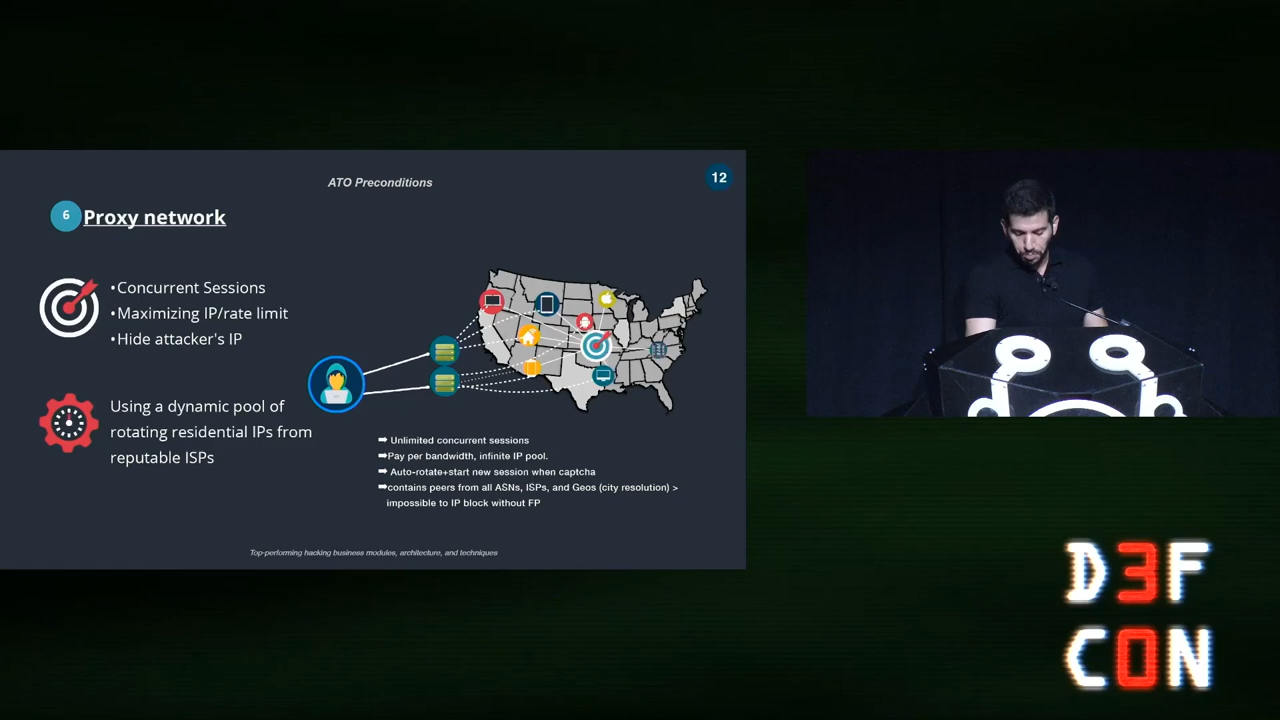 ATO Preconditions
12
6
Proxy network
•Concurrent Sessions
•Maximizing IP/rate limit
•Hide attacker's IP
Using a dynamic pool of
rotating residential IPs from
reputable ISPs
➡ Unlimited concurrent sessions
➡Pay per bandwidth, infinite IP pool.
➡ Auto-rotate+start new session when captcha
➡contains peers from all ASNs, ISPs, and Geos (city resolution) >
impossible to IP block without FP
Top-performing hacking business modules, architecture, and techniques
D3F
C0N